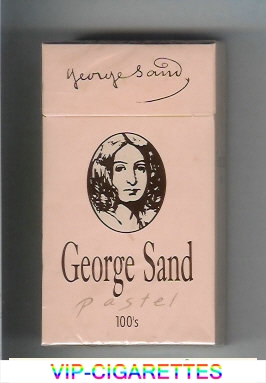 George Sand
George Sand
pastel
100's
VIP-CIGARETTES